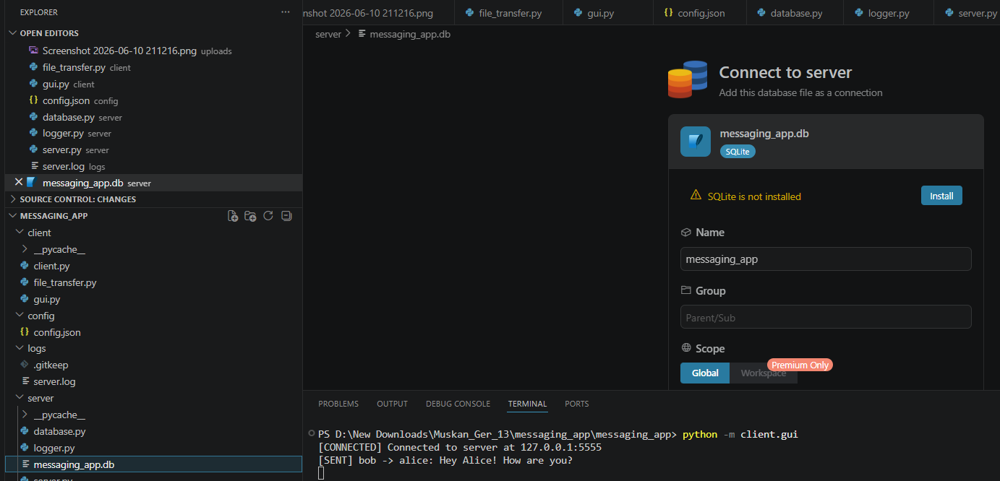 EXPLORER
OPEN EDITORS
Screenshot 2026-06-10 211216.png uploads
file_transfer.py client
gui.py client
{} config.json config
database.py server
logger.py server
server.py server
server.log logs
messaging_app.db server
SOURCE CONTROL: CHANGES
MESSAGING_APP
client
__pycache__
client.py
file_transfer.py
gui.py
config
{} config.json
logs
.gitkeep
server.log
server
__pycache__
database.py
logger.py
messaging_app.db
server.py
nshot 2026-06-10 211216.png file_transfer.py gui.py {} config.json database.py logger.py server.py
server > messaging_app.db
Connect to server
Add this database file as a connection
messaging_app.db
SQLite
SQLite is not installed Install
Name
messaging_app
Group
Parent/Sub
Scope
Premium Only
Global Workspace
PROBLEMS OUTPUT DEBUG CONSOLE TERMINAL PORTS
PS D:\New Downloads\Muskan_Ger_13\messaging_app\messaging_app> python -m client.gui
[CONNECTED] Connected to server at 127.0.0.1:5555
[SENT] bob -> alice: Hey Alice! How are you?